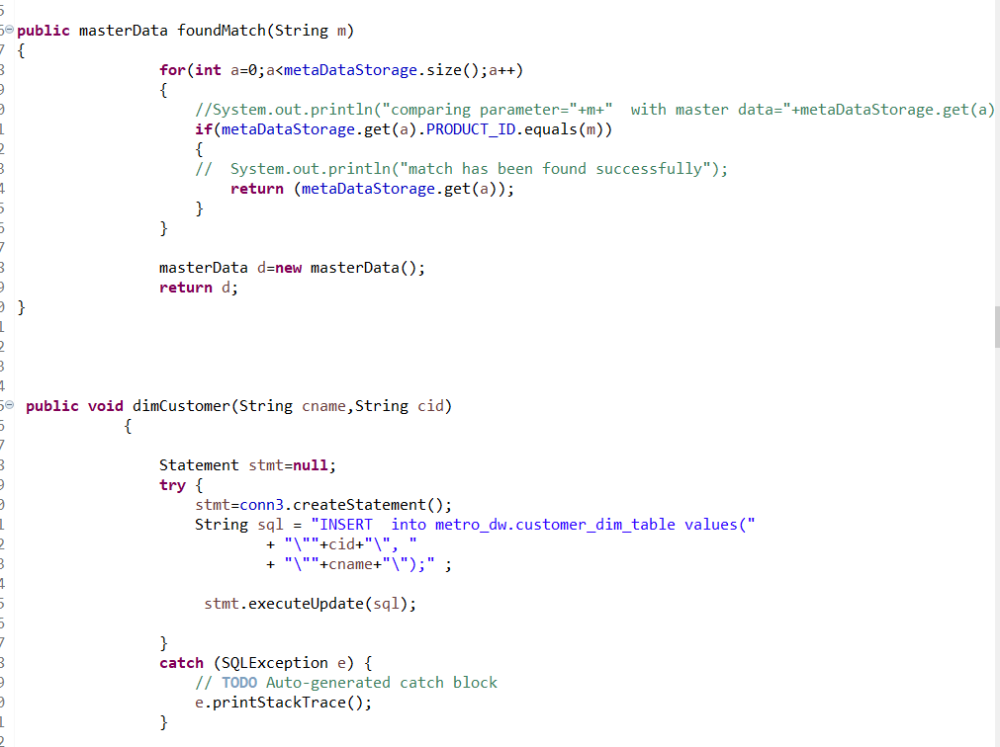 public masterData foundMatch(String m)
{
for(int a=0;a<metaDataStorage.size();a++)
{
//System.out.println("comparing parameter="+m+"  with master data="+metaDataStorage.get(a)
if(metaDataStorage.get(a).PRODUCT_ID.equals(m))
{
//  System.out.println("match has been found successfully");
return (metaDataStorage.get(a));
}
}
masterData d=new masterData();
return d;
}
public void dimCustomer(String cname,String cid)
{
Statement stmt=null;
try {
stmt=conn3.createStatement();
String sql = "INSERT  into metro_dw.customer_dim_table values("
+ "\""+cid+"\", "
+ "\""+cname+"\");" ;
stmt.executeUpdate(sql);
}
catch (SQLException e) {
// TODO Auto-generated catch block
e.printStackTrace();
}